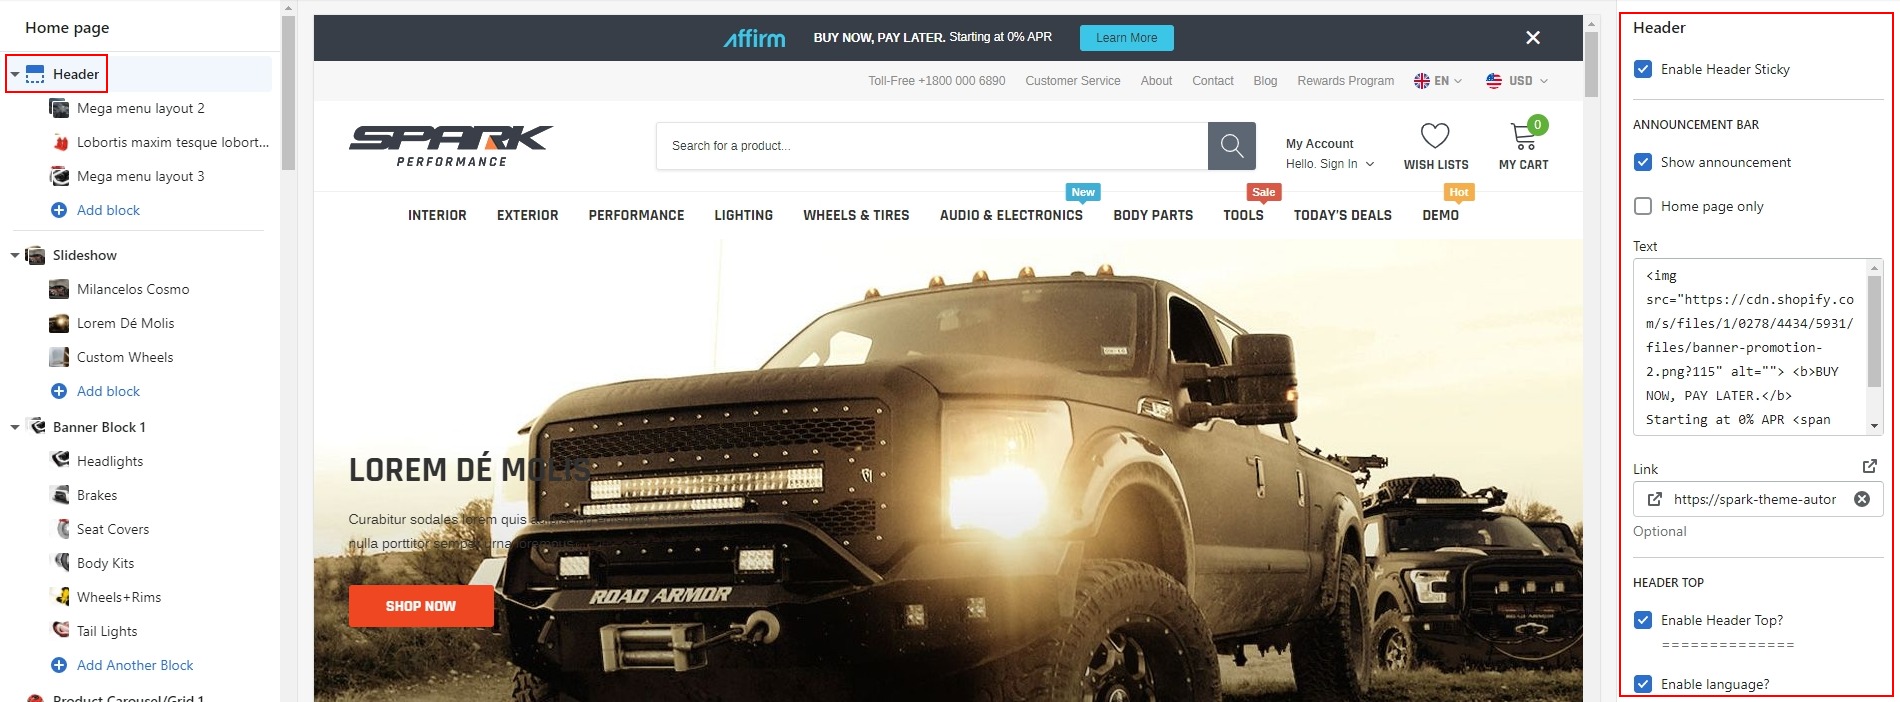 Home page
Header
Mega menu layout 2
Lobortis maxim tesque lobort...
Mega menu layout 3
Add block
Slideshow
Milancelos Cosmo
Lorem Dé Molis
Custom Wheels
Add block
Banner Block 1
Headlights
Brakes
Seat Covers
Body Kits
Wheels+Rims
Tail Lights
Add Another Block
Product Carousel/Grid 1
affirm BUY NOW, PAY LATER. Starting at 0% APR Learn More
Toll-Free +1800 000 6890 Customer Service About Contact Blog Rewards Program EN USD
SPARK
PERFORMANCE
Search for a product...
My Account
Hello. Sign In
WISH LISTS
0
MY CART
New Sale Hot
INTERIOR EXTERIOR PERFORMANCE LIGHTING WHEELS & TIRES AUDIO & ELECTRONICS BODY PARTS TOOLS TODAY'S DEALS DEMO
LOREM DÉ MOLIS
Curabitur sodales lorem quis adipiscing
nulla porttitor semper urna
SHOP NOW
ROAD ARMOR
Header
Enable Header Sticky
ANNOUNCEMENT BAR
Show announcement
Home page only
Text
<img
src="https://cdn.shopify.co
m/s/files/1/0278/4434/5931/
files/banner-promotion-
2.png?115" alt=""> <b>BUY
NOW, PAY LATER.</b>
Starting at 0% APR <span
Link
https://spark-theme-autor
Optional
HEADER TOP
Enable Header Top?
==============
Enable language?